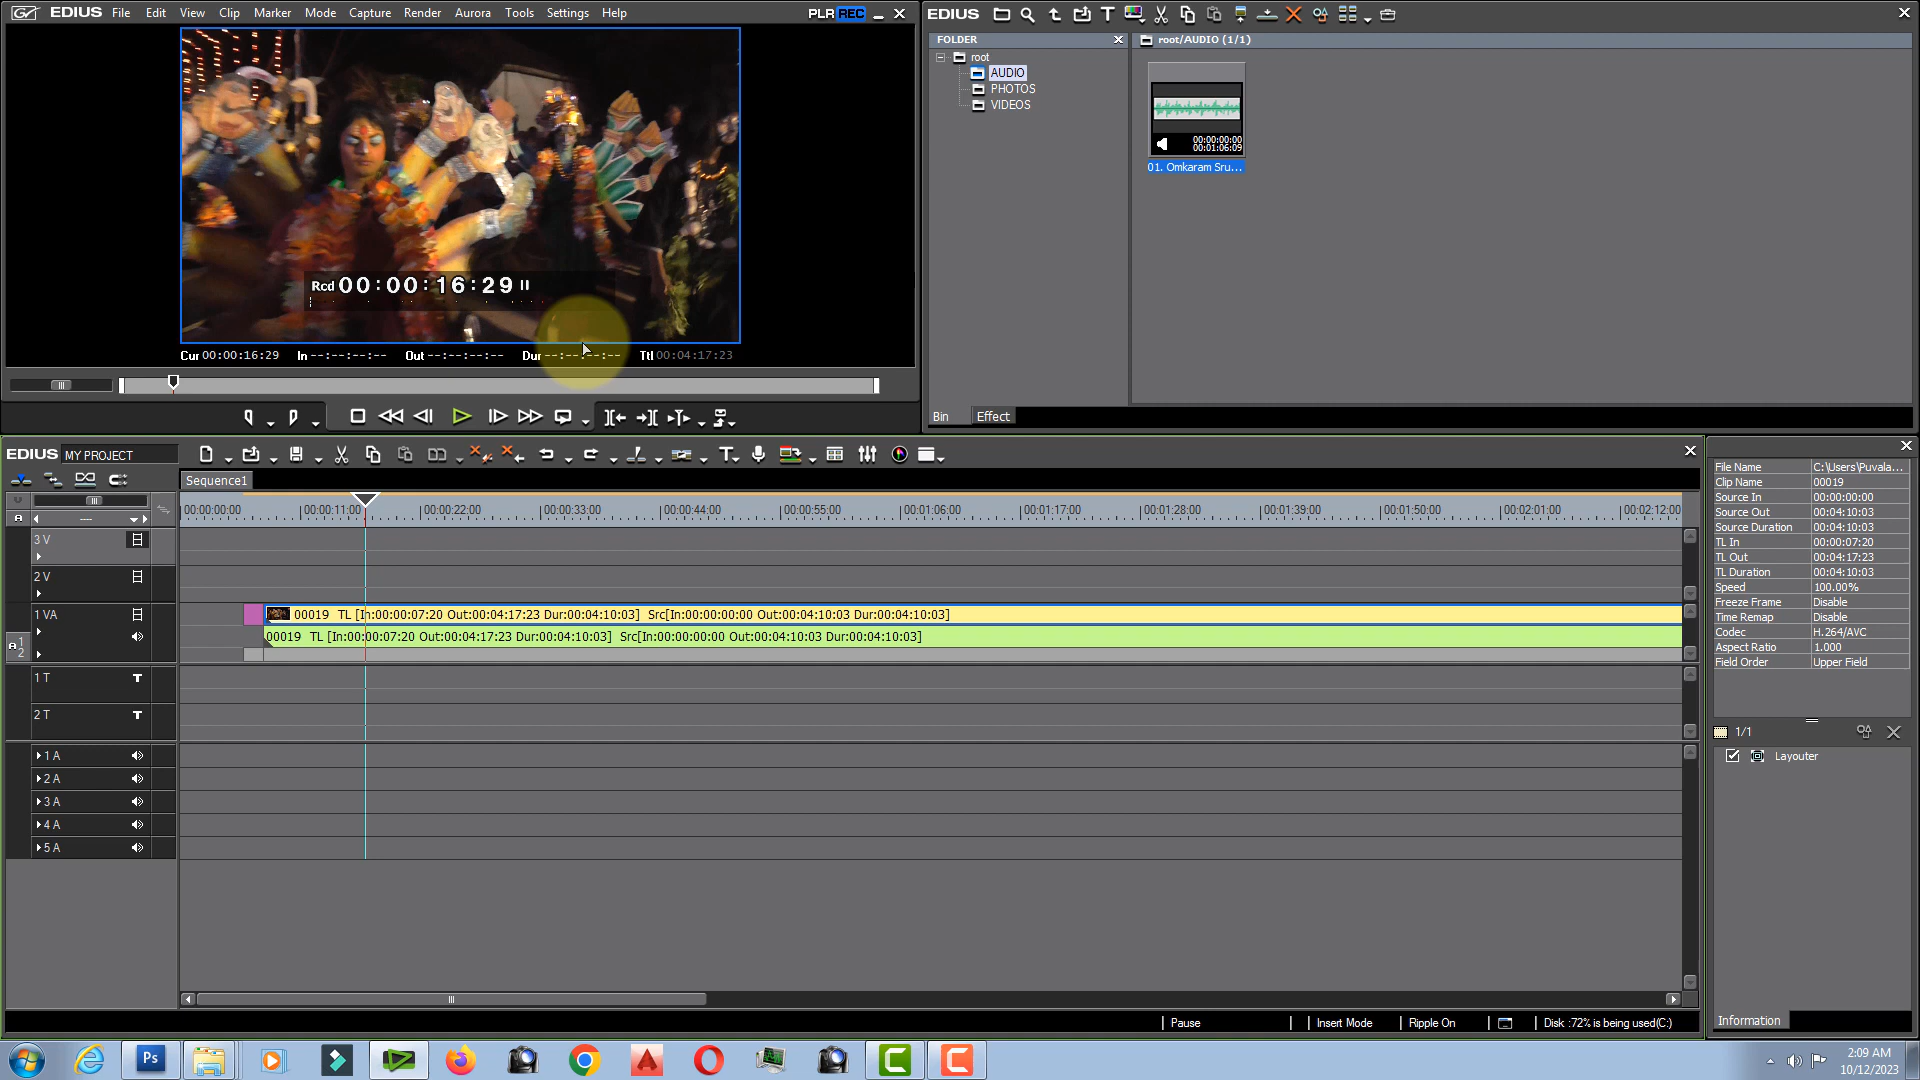 EDIUS File Edit View Clip Marker Mode Capture Render Aurora Tools Settings Help PLR REC
Rcd 00:00:16:29
Cur 00:00:16:29 In --:--:--:-- Out --:--:--:-- Dur --:--:--:-- Ttl 00:04:17:23
EDIUS
FOLDER
root
AUDIO
PHOTOS
VIDEOS
root/AUDIO (1/1)
00:00:00:00
00:01:06:09
01. Omkaram Sru...
Bin Effect
EDIUS MY PROJECT
Sequence1
00:00:00:00 00:00:11:00 00:00:22:00 00:00:33:00 00:00:44:00 00:00:55:00 00:01:06:00 00:01:17:00 00:01:28:00 00:01:39:00 00:01:50:00 00:02:01:00 00:02:12:00
3 V
2 V
1 VA
00019 TL [In:00:00:07:20 Out:00:04:17:23 Dur:00:04:10:03] Src[In:00:00:00:00 Out:00:04:10:03 Dur:00:04:10:03]
00019 TL [In:00:00:07:20 Out:00:04:17:23 Dur:00:04:10:03] Src[In:00:00:00:00 Out:00:04:10:03 Dur:00:04:10:03]
A 1
2
1 T T
2 T T
1 A
2 A
3 A
4 A
5 A
File Name C:\Users\Puvala...
Clip Name 00019
Source In 00:00:00:00
Source Out 00:04:10:03
Source Duration 00:04:10:03
TL In 00:00:07:20
TL Out 00:04:17:23
TL Duration 00:04:10:03
Speed 100.00%
Freeze Frame Disable
Time Remap Disable
Codec H.264/AVC
Aspect Ratio 1.000
Field Order Upper Field
1/1
Layouter
Information
Pause Insert Mode Ripple On Disk :72% is being used(C:)
Ps
2:09 AM
10/12/2023